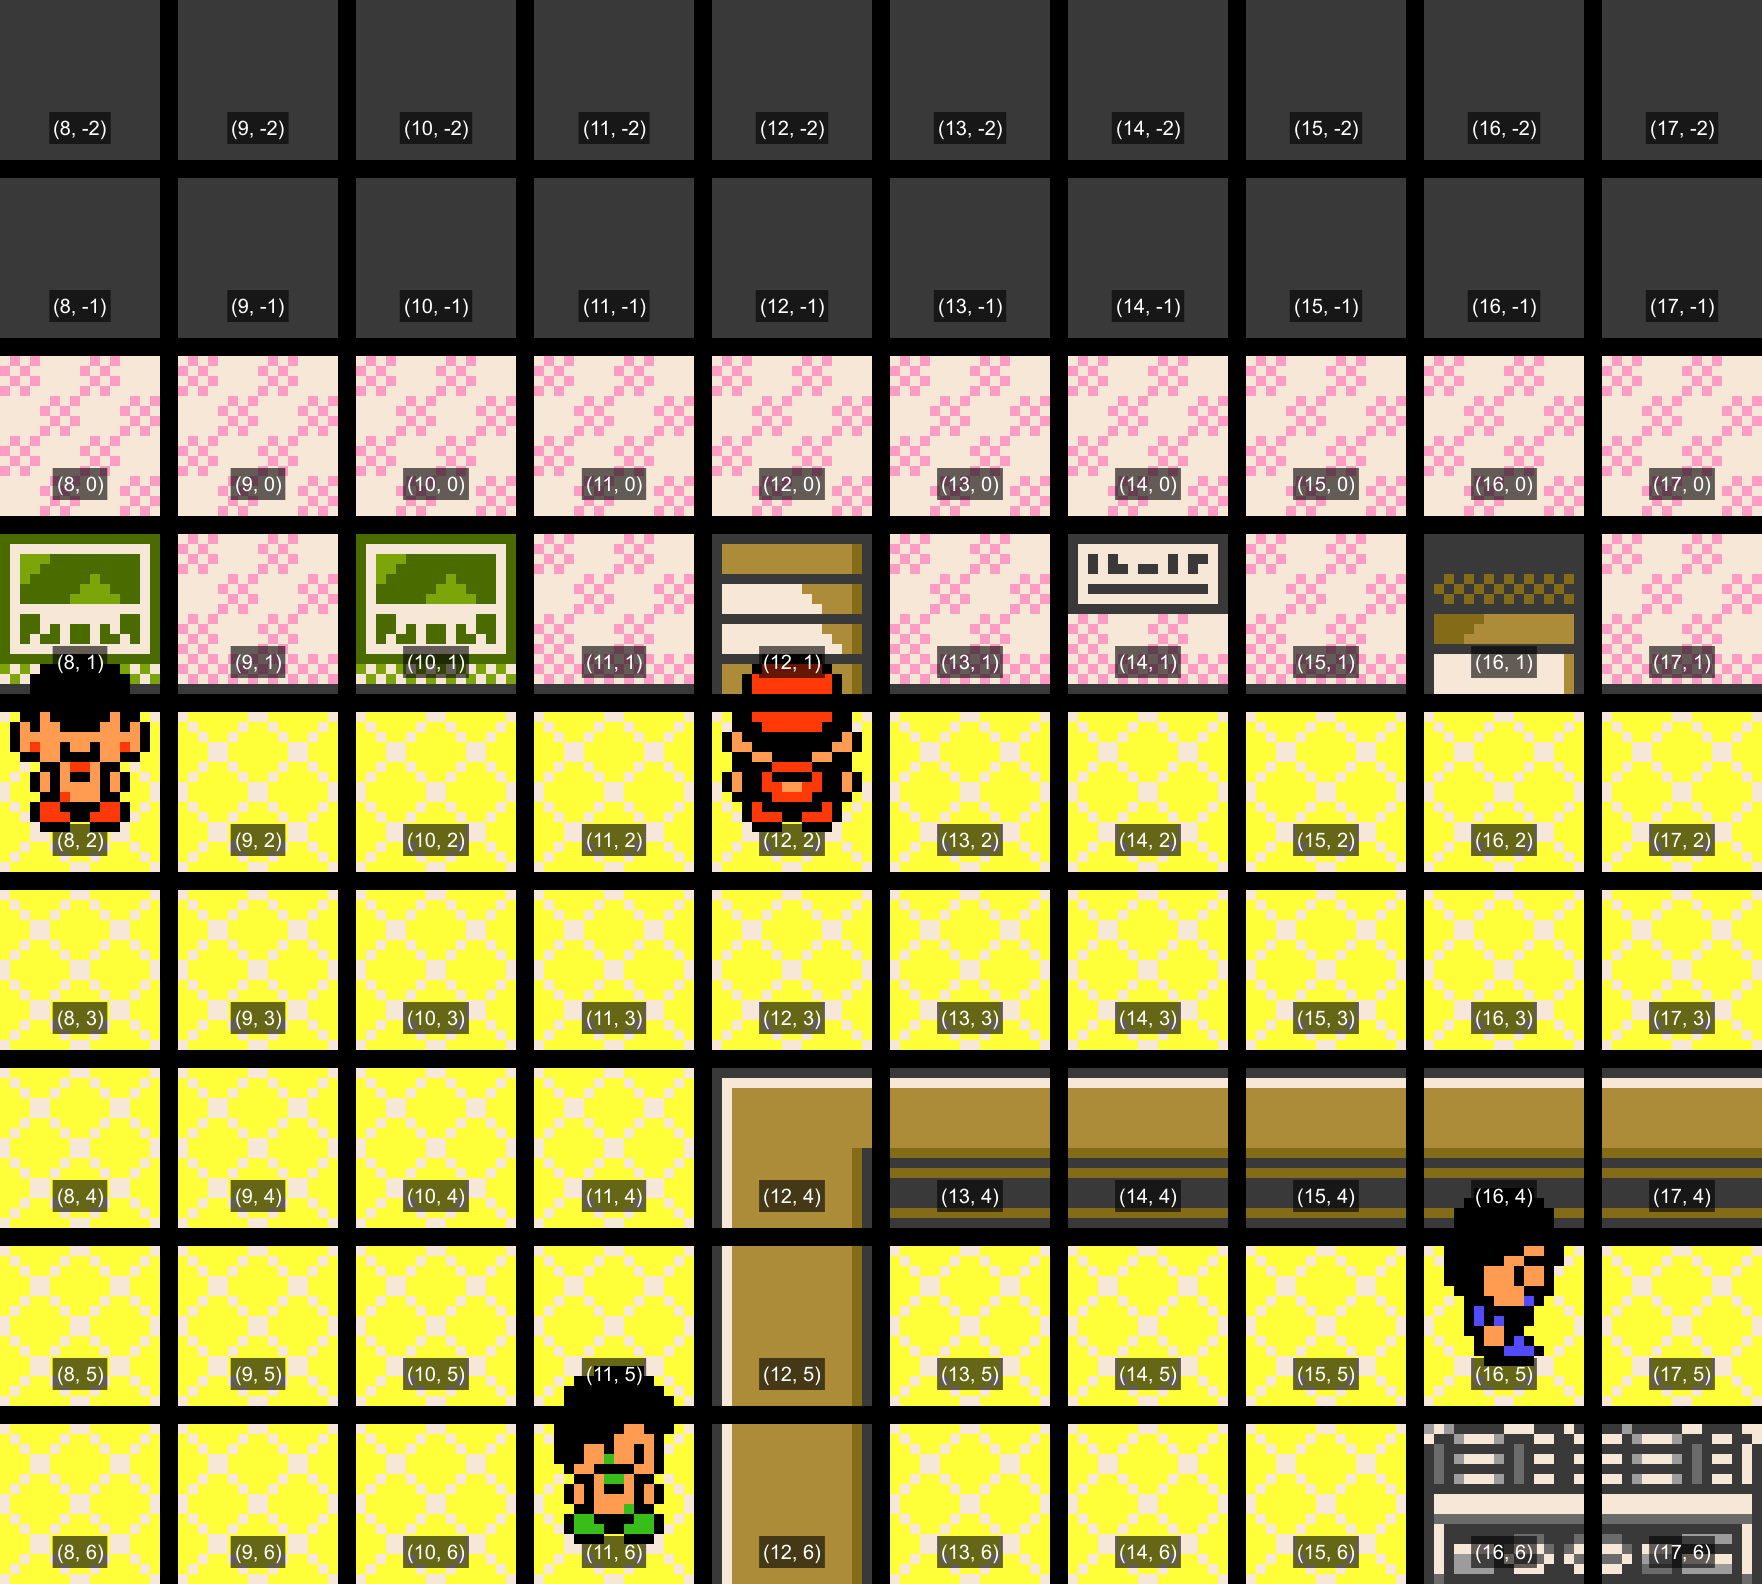 (8, -2) (9, -2) (10, -2) (11, -2) (12, -2) (13, -2) (14, -2) (15, -2) (16, -2) (17, -2)
(8, -1) (9, -1) (10, -1) (11, -1) (12, -1) (13, -1) (14, -1) (15, -1) (16, -1) (17, -1)
(8, 0) (9, 0) (10, 0) (11, 0) (12, 0) (13, 0) (14, 0) (15, 0) (16, 0) (17, 0)
(8, 1) (9, 1) (10, 1) (11, 1) (12, 1) (13, 1) (14, 1) (15, 1) (16, 1) (17, 1)
(8, 2) (9, 2) (10, 2) (11, 2) (12, 2) (13, 2) (14, 2) (15, 2) (16, 2) (17, 2)
(8, 3) (9, 3) (10, 3) (11, 3) (12, 3) (13, 3) (14, 3) (15, 3) (16, 3) (17, 3)
(8, 4) (9, 4) (10, 4) (11, 4) (12, 4) (13, 4) (14, 4) (15, 4) (16, 4) (17, 4)
(8, 5) (9, 5) (10, 5) (11, 5) (12, 5) (13, 5) (14, 5) (15, 5) (16, 5) (17, 5)
(8, 6) (9, 6) (10, 6) (11, 6) (12, 6) (13, 6) (14, 6) (15, 6) (16, 6) (17, 6)